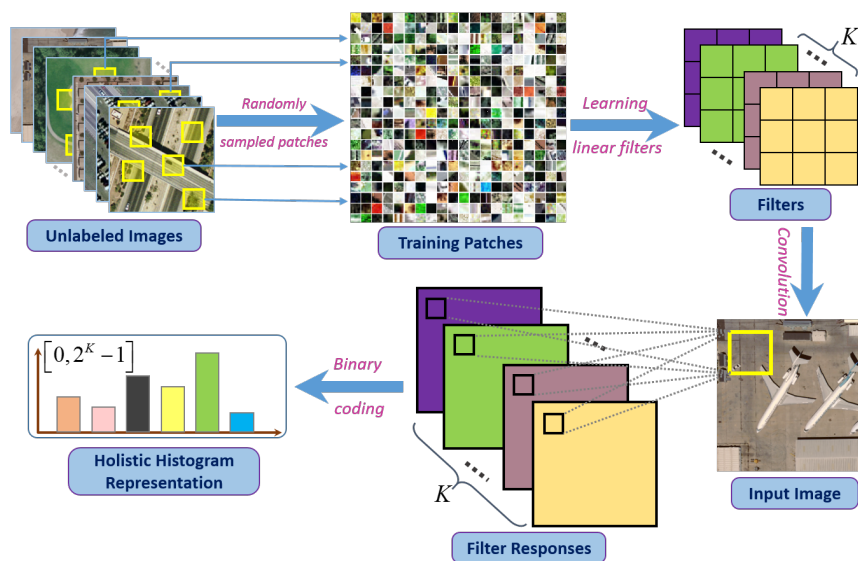 K
Randomly
sampled patches
Learning
linear filters
Unlabeled Images
Training Patches
Filters
Convolution
[0, 2^K − 1]
Binary
coding
Holistic Histogram
Representation
K
Filter Responses
Input Image